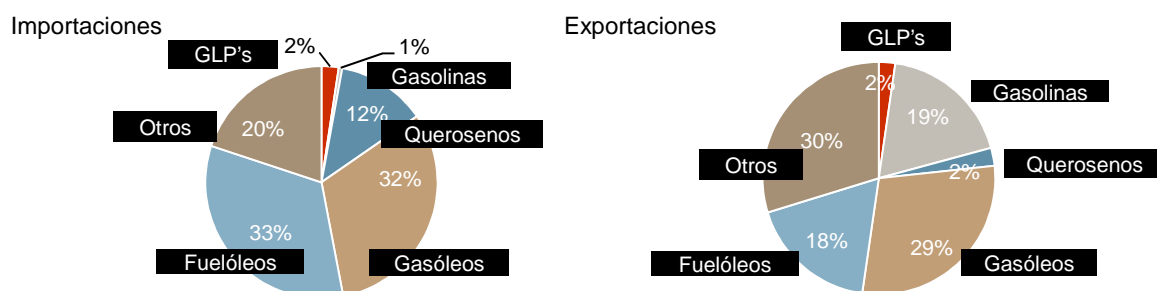 Importaciones
GLP's
2%
1%
Gasolinas
12%
Querosenos
32%
Gasóleos
33%
Fuelóleos
20%
Otros
Exportaciones
GLP's
2%
Gasolinas
19%
Querosenos
2%
Gasóleos
29%
Fuelóleos
18%
Otros
30%